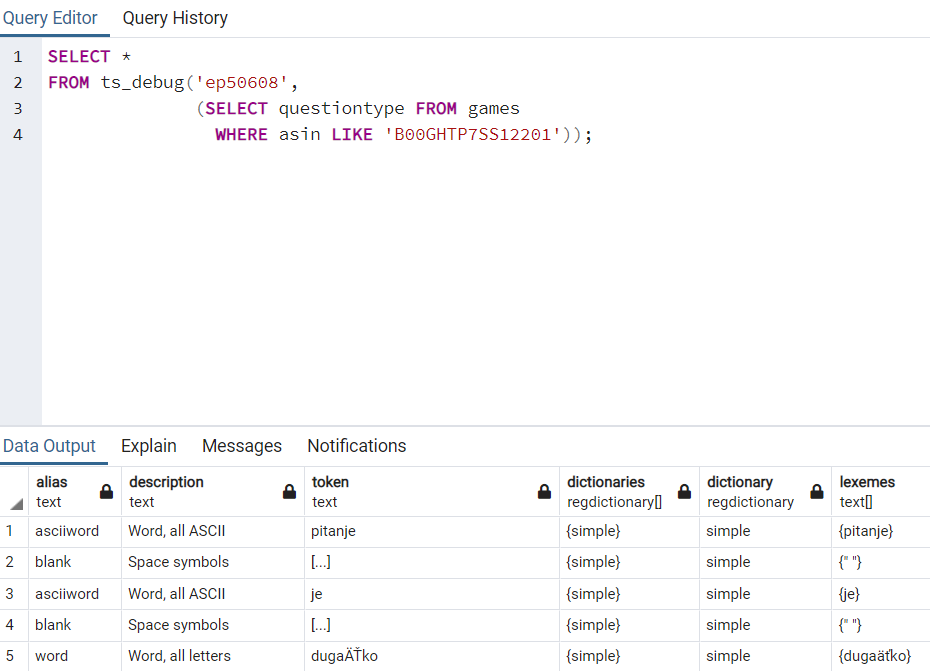 Query Editor Query History
1 SELECT *
2 FROM ts_debug('ep50608',
3 (SELECT questiontype FROM games
4 WHERE asin LIKE 'B00GHTP7SS12201'));
Data Output Explain Messages Notifications
alias description token dictionaries dictionary lexemes
text text text regdictionary[] regdictionary text[]
1 asciiword Word, all ASCII pitanje {simple} simple {pitanje}
2 blank Space symbols [...] {simple} simple {" "}
3 asciiword Word, all ASCII je {simple} simple {je}
4 blank Space symbols [...] {simple} simple {" "}
5 word Word, all letters dugaÄŤko {simple} simple {dugaäťko}